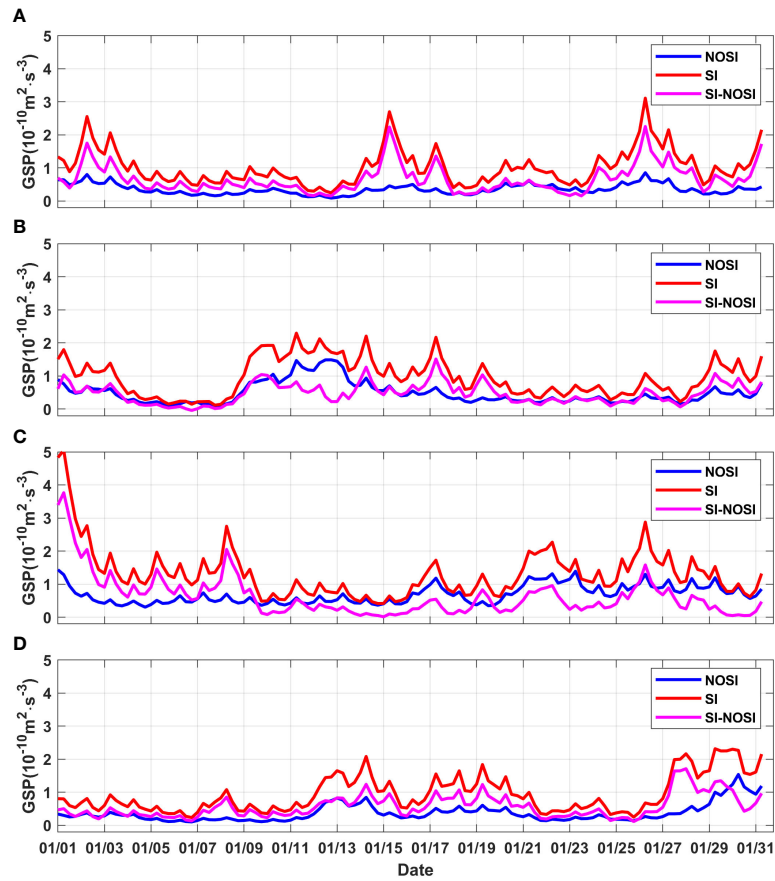 A
5
4
3
2
1
0
GSP(10⁻¹⁰m²·s⁻³)
NOSI
SI
SI-NOSI
B
5
4
3
2
1
0
GSP(10⁻¹⁰m²·s⁻³)
NOSI
SI
SI-NOSI
C
5
4
3
2
1
0
GSP(10⁻¹⁰m²·s⁻³)
NOSI
SI
SI-NOSI
D
5
4
3
2
1
0
GSP(10⁻¹⁰m²·s⁻³)
NOSI
SI
SI-NOSI
01/01 01/03 01/05 01/07 01/09 01/11 01/13 01/15 01/17 01/19 01/21 01/23 01/25 01/27 01/29 01/31
Date